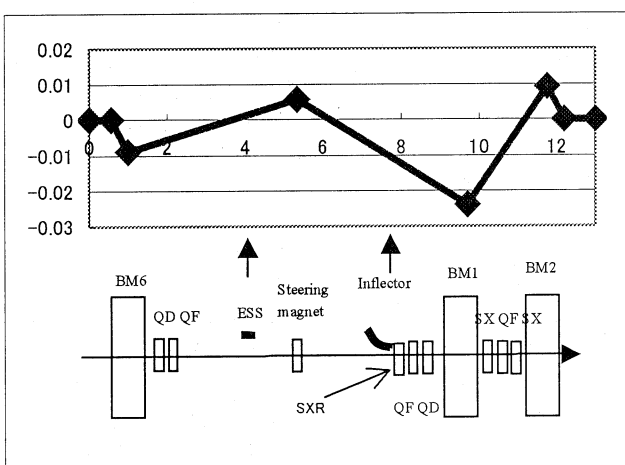 0.02
0.01
0
-0.01
-0.02
-0.03
0 2 4 6 8 10 12
BM6
QD QF
ESS
Steering
magnet
Inflector
BM1
BM2
SX QF SX
SXR
QF QD